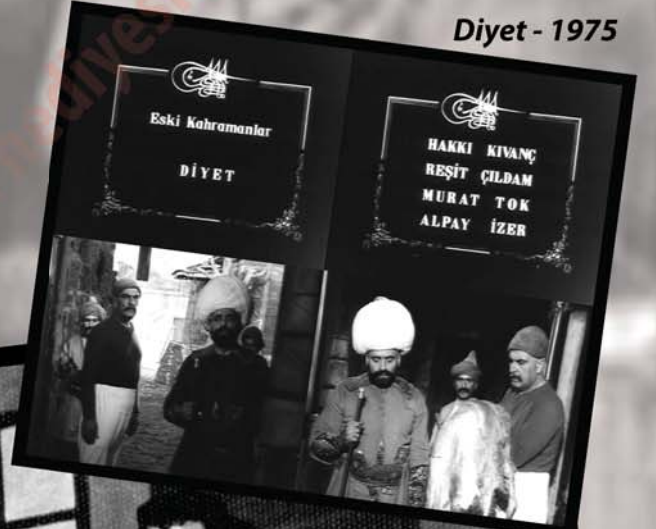 Diyet - 1975
Eski Kahramanlar
DİYET
HAKKI KIVANÇ
REŞİT ÇILDAM
MURAT TOK
ALPAY İZER